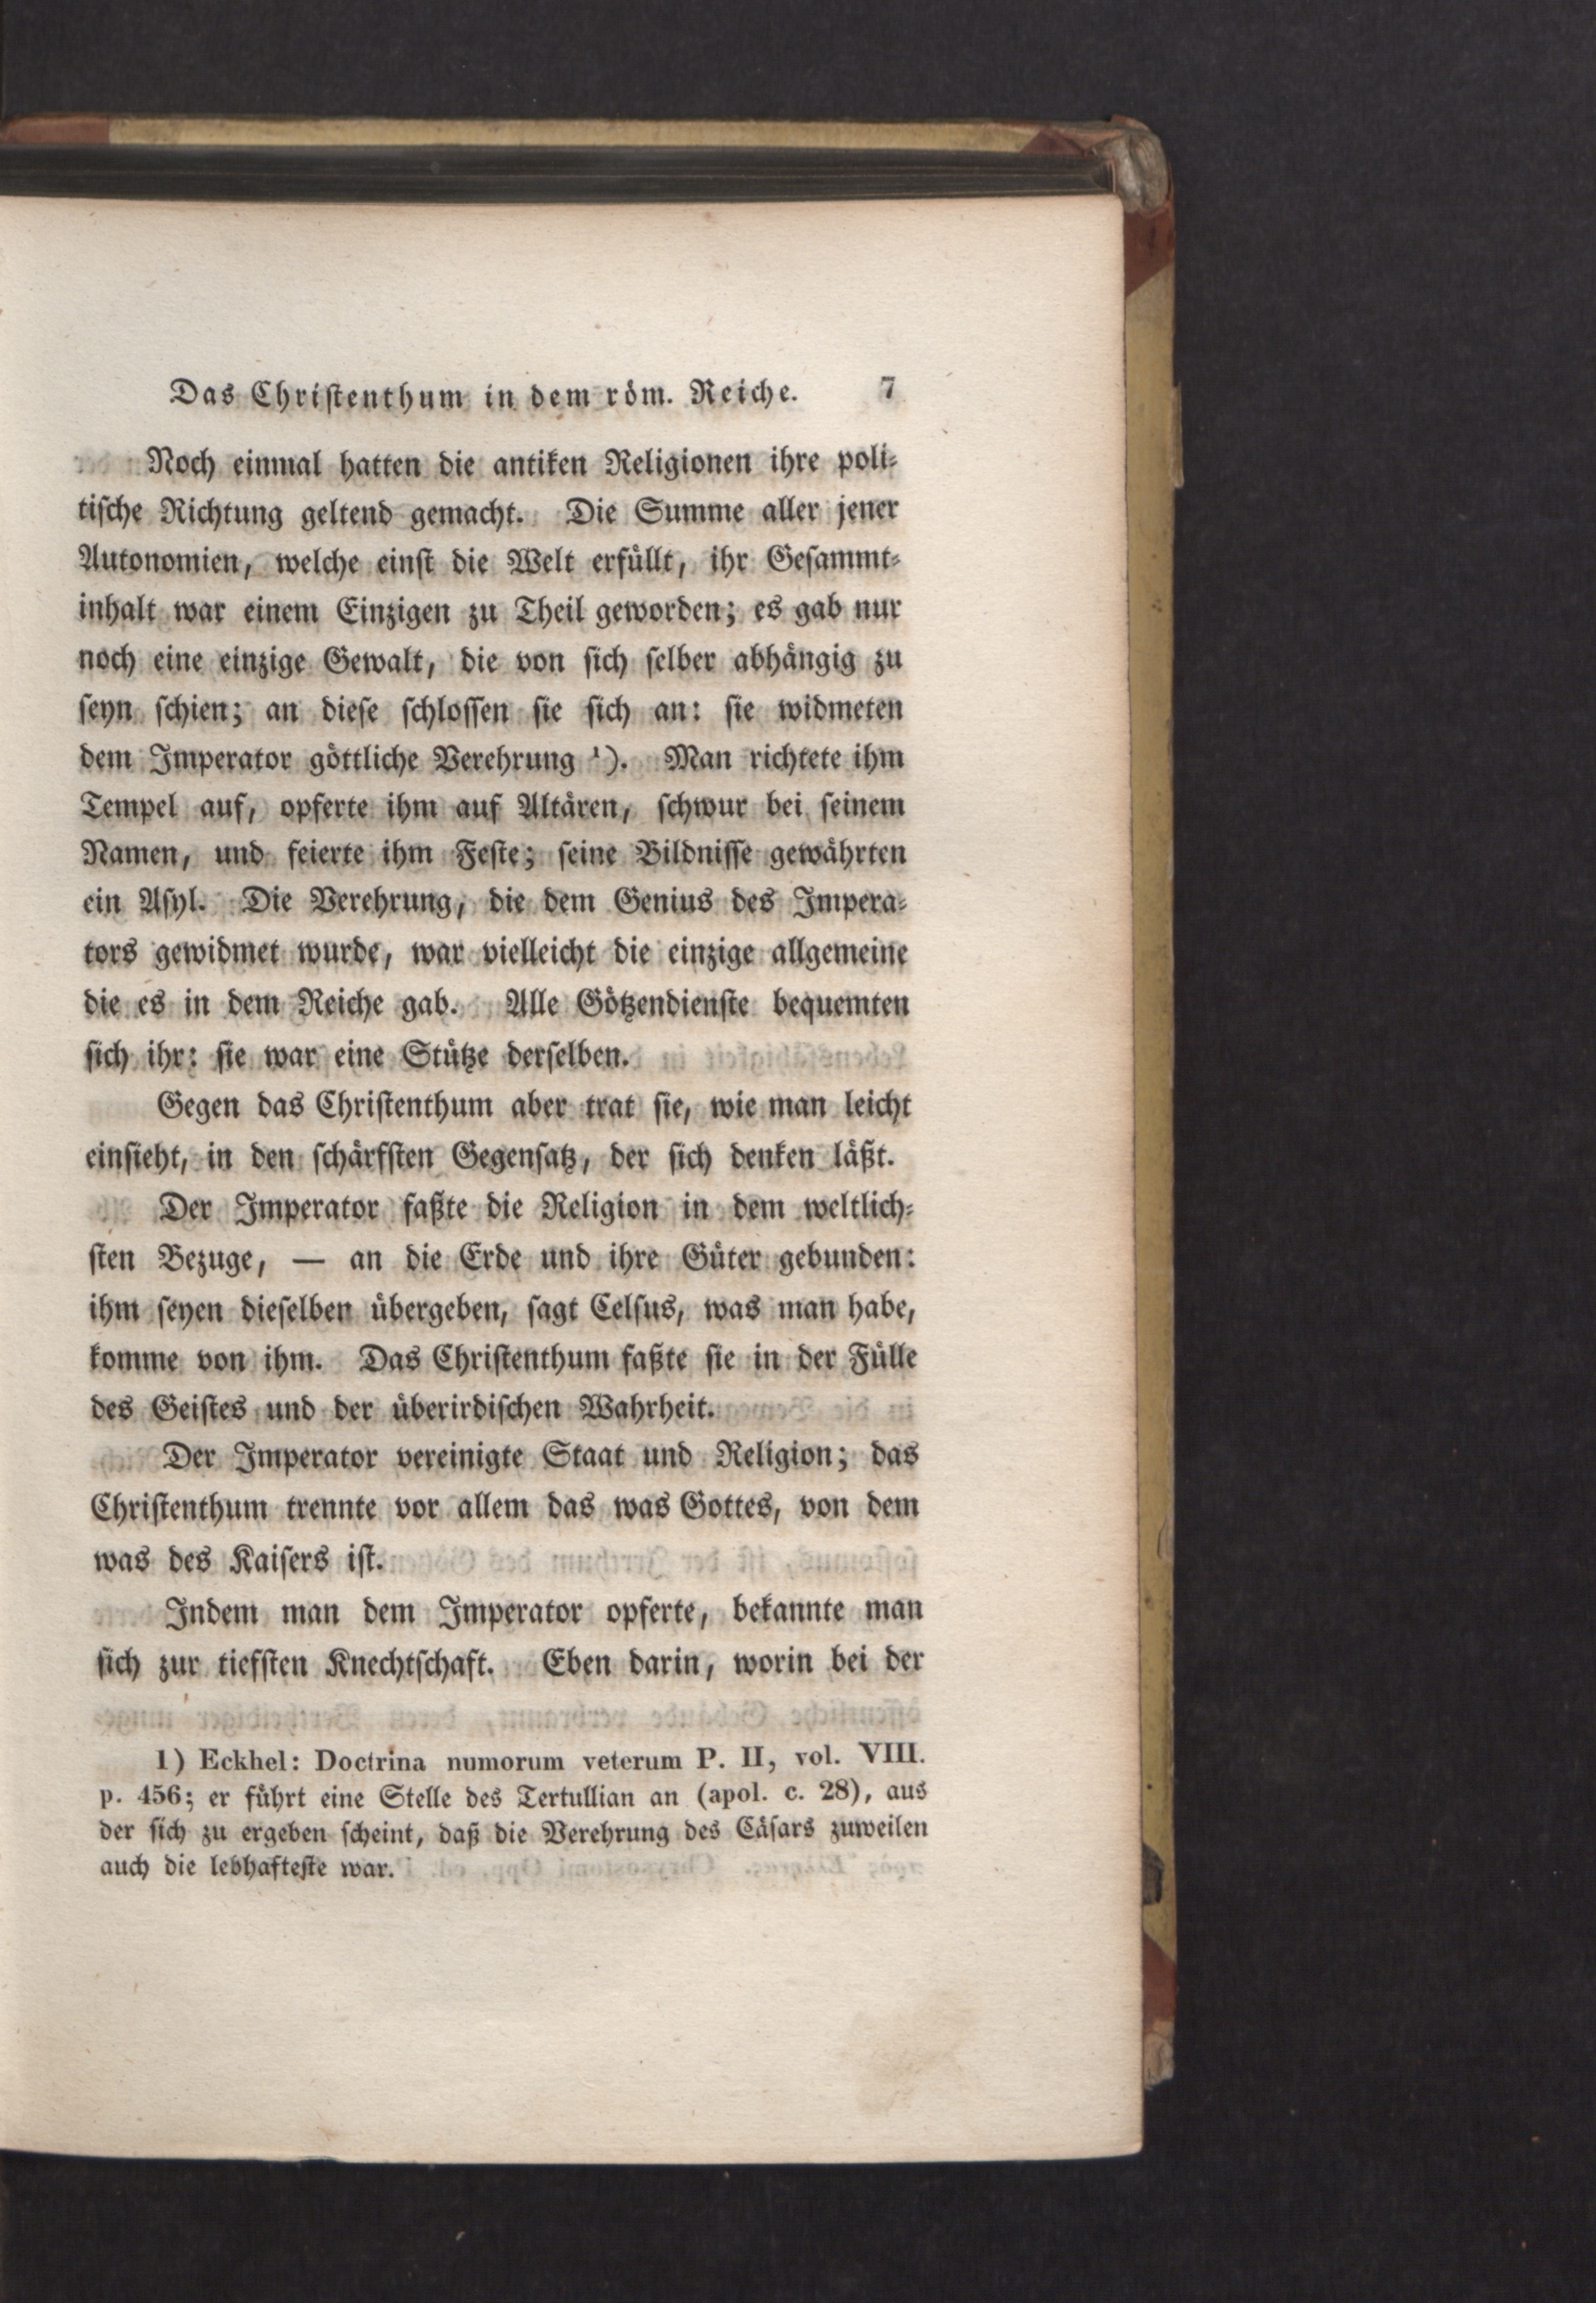 Das Chriſtenthum in dem röm. Reiche. 7
Noch einmal hatten die antiken Religionen ihre poli⸗
tiſche Richtung geltend gemacht. Die Summe aller jener
Autonomien, welche einſt die Welt erfüllt, ihr Geſammt⸗
inhalt war einem Einzigen zu Theil geworden; es gab nur
noch eine einzige Gewalt, die von ſich ſelber abhängig zu
ſeyn ſchien; an dieſe ſchloſſen ſie ſich an: ſie widmeten
dem Imperator göttliche Verehrung ¹). Man richtete ihm
Tempel auf, opferte ihm auf Altären, ſchwur bei ſeinem
Namen, und feierte ihm Feſte; ſeine Bildniſſe gewährten
ein Aſyl. Die Verehrung, die dem Genius des Impera⸗
tors gewidmet wurde, war vielleicht die einzige allgemeine
die es in dem Reiche gab. Alle Götzendienſte bequemten
ſich ihr: ſie war eine Stütze derſelben.
Gegen das Chriſtenthum aber trat ſie, wie man leicht
einſieht, in den ſchärfſten Gegenſatz, der ſich denken läßt.
Der Imperator faßte die Religion in dem weltlich⸗
ſten Bezuge, — an die Erde und ihre Güter gebunden:
ihm ſeyen dieſelben übergeben, ſagt Celſus, was man habe,
komme von ihm. Das Chriſtenthum faßte ſie in der Fülle
des Geiſtes und der überirdiſchen Wahrheit.
Der Imperator vereinigte Staat und Religion; das
Chriſtenthum trennte vor allem das was Gottes, von dem
was des Kaiſers iſt.
Indem man dem Imperator opferte, bekannte man
ſich zur tiefſten Knechtſchaft. Eben darin, worin bei der
1) Eckhel: Doctrina numorum veterum P. II, vol. VIII.
p. 456; er führt eine Stelle des Tertullian an (apol. c. 28), aus
der ſich zu ergeben ſcheint, daß die Verehrung des Cäſars zuweilen
auch die lebhafteſte war.